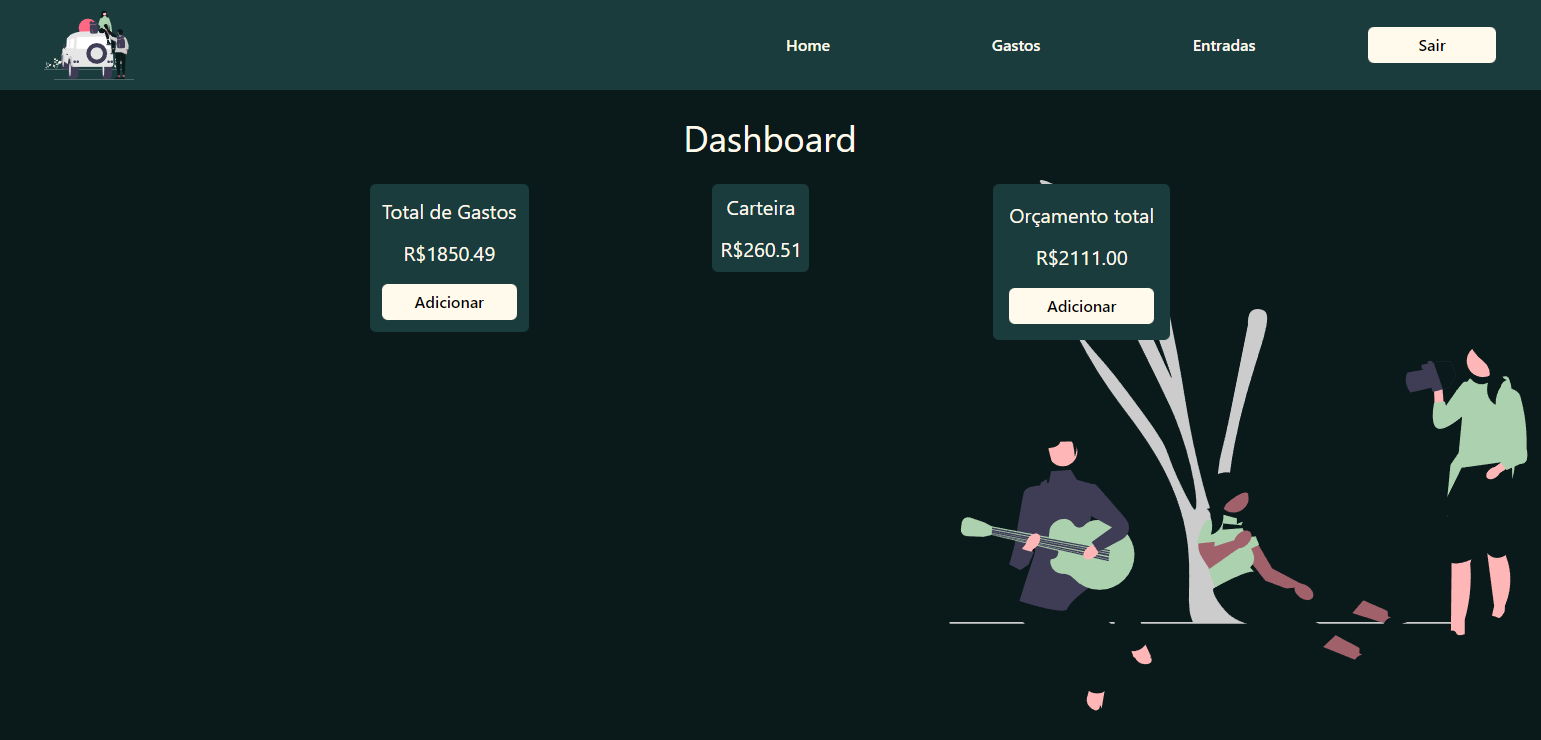 Home
Gastos
Entradas
Sair
Dashboard
Total de Gastos
R$1850.49
Adicionar
Carteira
R$260.51
Orçamento total
R$2111.00
Adicionar